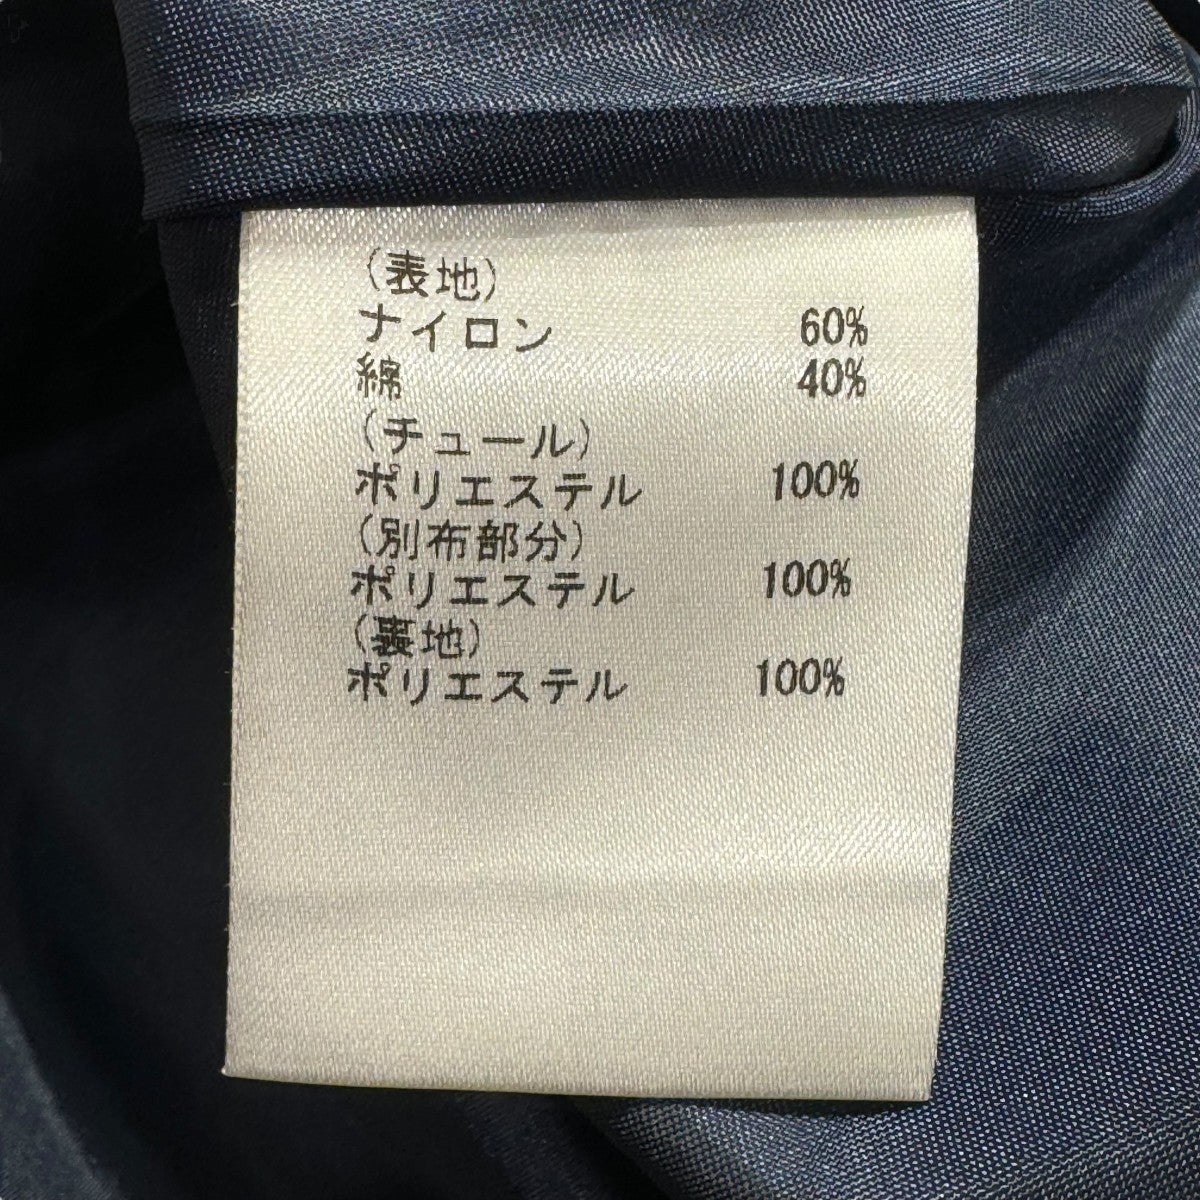 (表地)
ナイロン 60%
綿 40%
(チュール)
ポリエステル 100%
(別布部分)
ポリエステル 100%
(裏地)
ポリエステル 100%